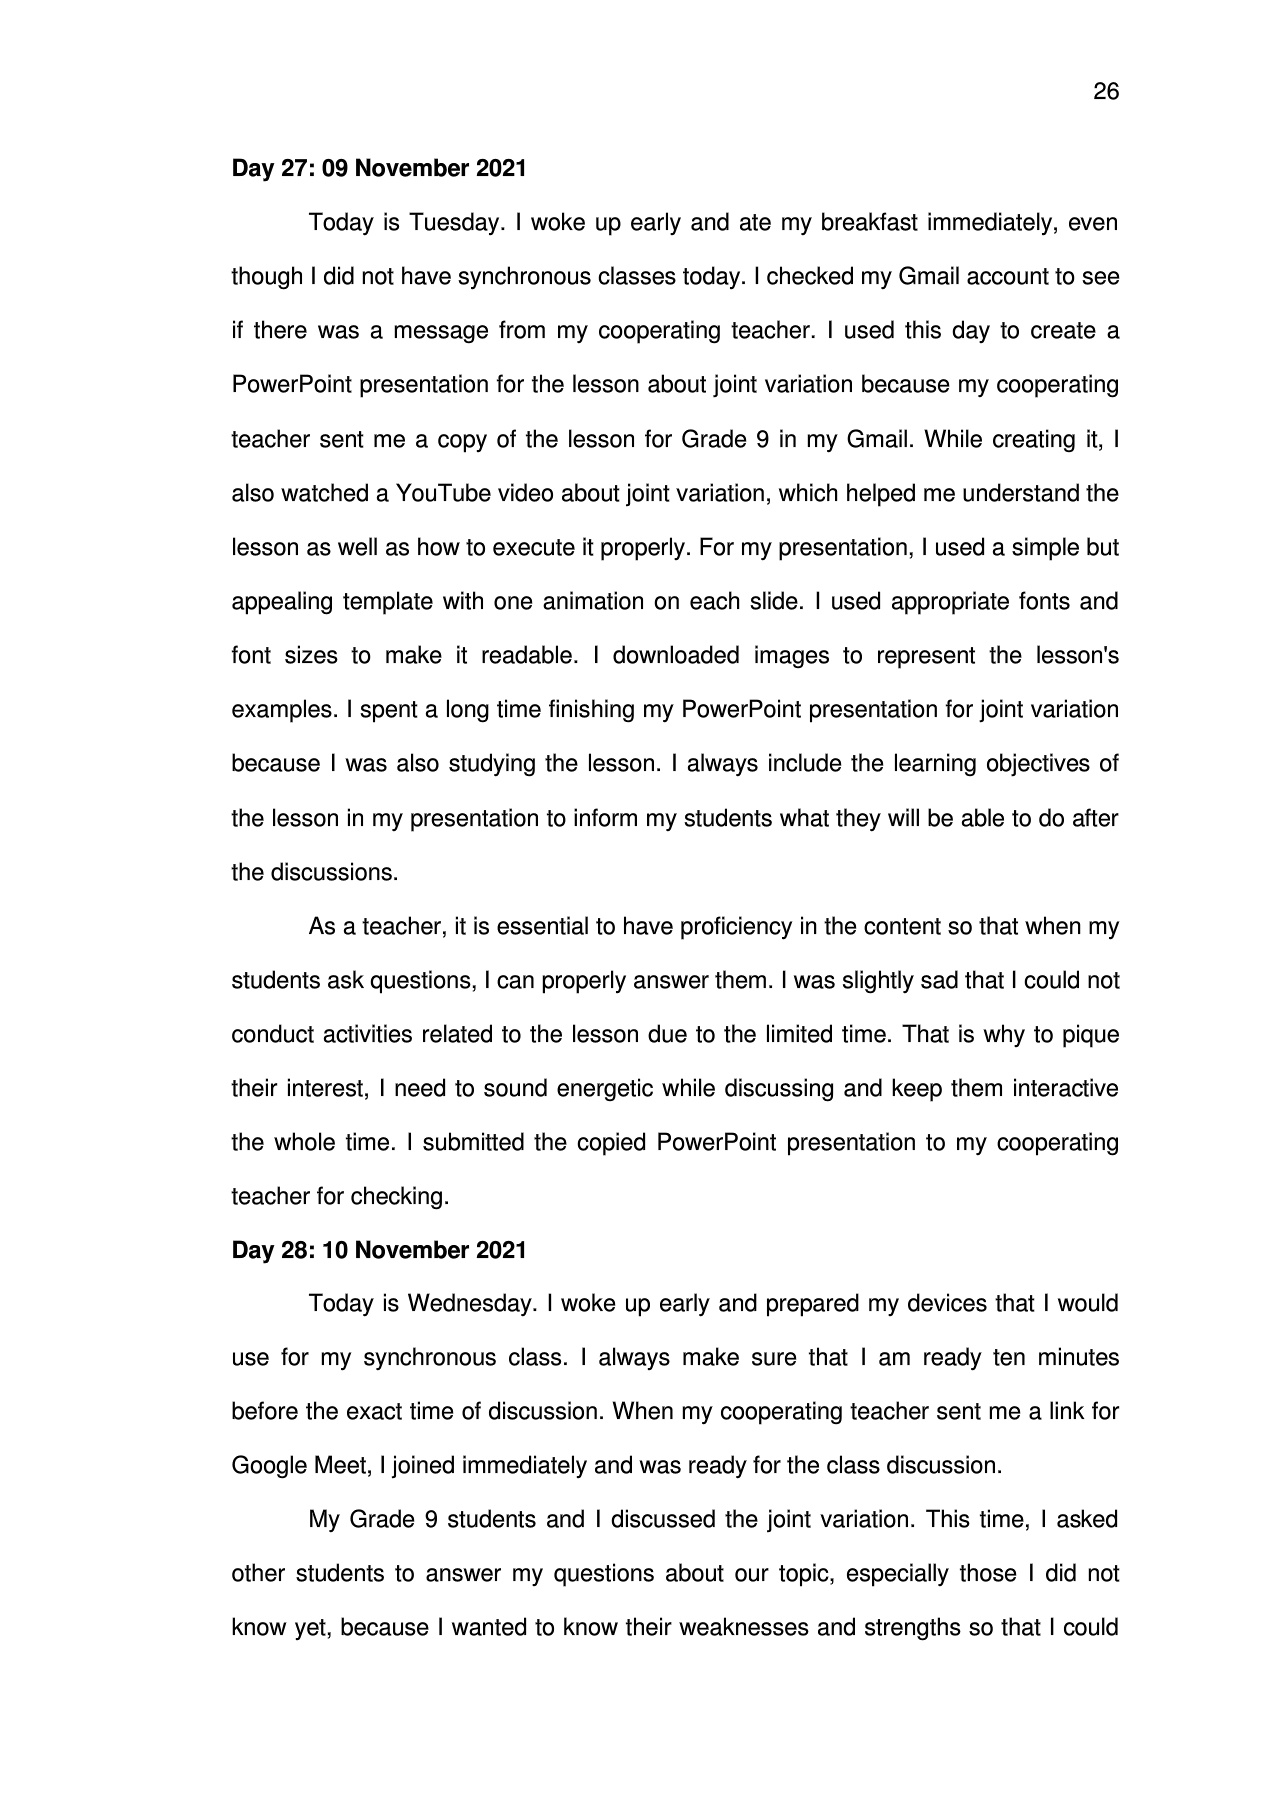 26
Day 27: 09 November 2021
Today is Tuesday. I woke up early and ate my breakfast immediately, even
though I did not have synchronous classes today. I checked my Gmail account to see
if there was a message from my cooperating teacher. I used this day to create a
PowerPoint presentation for the lesson about joint variation because my cooperating
teacher sent me a copy of the lesson for Grade 9 in my Gmail. While creating it, I
also watched a YouTube video about joint variation, which helped me understand the
lesson as well as how to execute it properly. For my presentation, I used a simple but
appealing template with one animation on each slide. I used appropriate fonts and
font sizes to make it readable. I downloaded images to represent the lesson's
examples. I spent a long time finishing my PowerPoint presentation for joint variation
because I was also studying the lesson. I always include the learning objectives of
the lesson in my presentation to inform my students what they will be able to do after
the discussions.
As a teacher, it is essential to have proficiency in the content so that when my
students ask questions, I can properly answer them. I was slightly sad that I could not
conduct activities related to the lesson due to the limited time. That is why to pique
their interest, I need to sound energetic while discussing and keep them interactive
the whole time. I submitted the copied PowerPoint presentation to my cooperating
teacher for checking.
Day 28: 10 November 2021
Today is Wednesday. I woke up early and prepared my devices that I would
use for my synchronous class. I always make sure that I am ready ten minutes
before the exact time of discussion. When my cooperating teacher sent me a link for
Google Meet, I joined immediately and was ready for the class discussion.
My Grade 9 students and I discussed the joint variation. This time, I asked
other students to answer my questions about our topic, especially those I did not
know yet, because I wanted to know their weaknesses and strengths so that I could